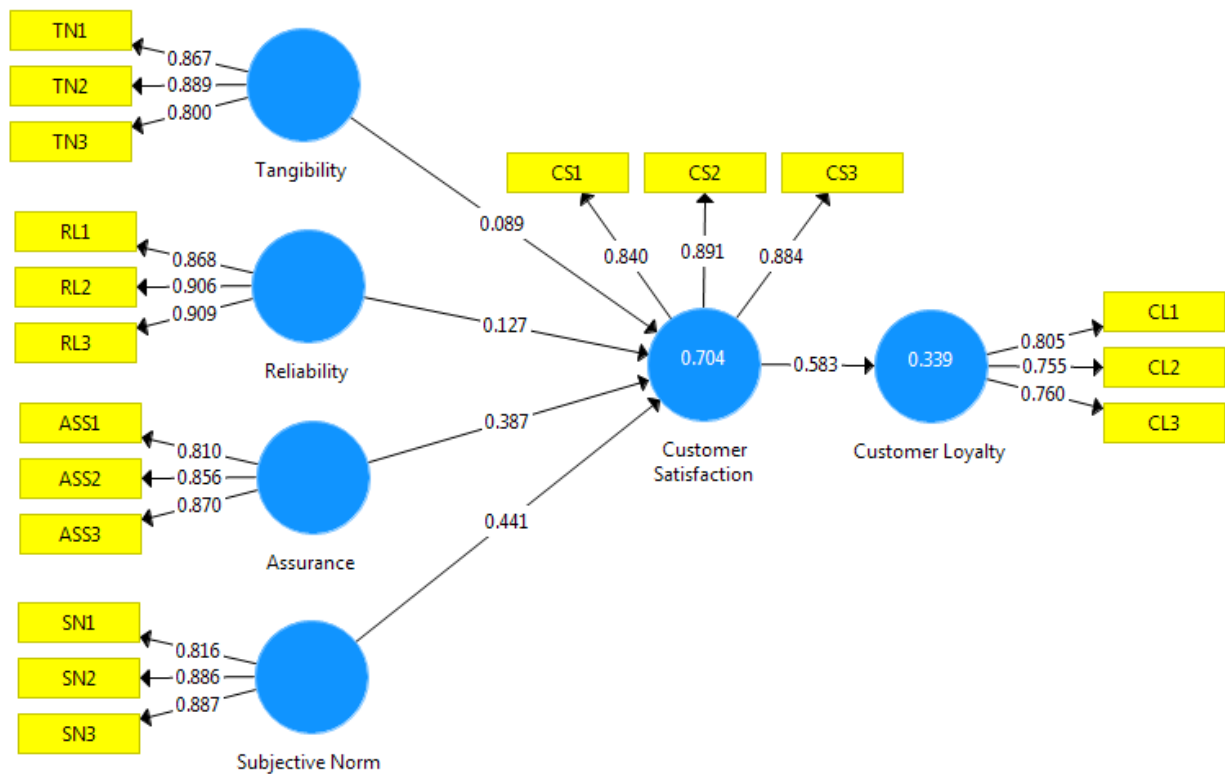 TN1
0.867
TN2
0.889
TN3
0.800
Tangibility
0.089
RL1
0.868
RL2
0.906
RL3
0.909
Reliability
0.127
ASS1
0.810
ASS2
0.856
ASS3
0.870
Assurance
0.387
SN1
0.816
SN2
0.886
SN3
0.887
Subjective Norm
0.441
CS1
CS2
CS3
0.840
0.891
0.884
0.704
Customer
Satisfaction
0.583
0.339
Customer Loyalty
0.805
CL1
0.755
CL2
0.760
CL3